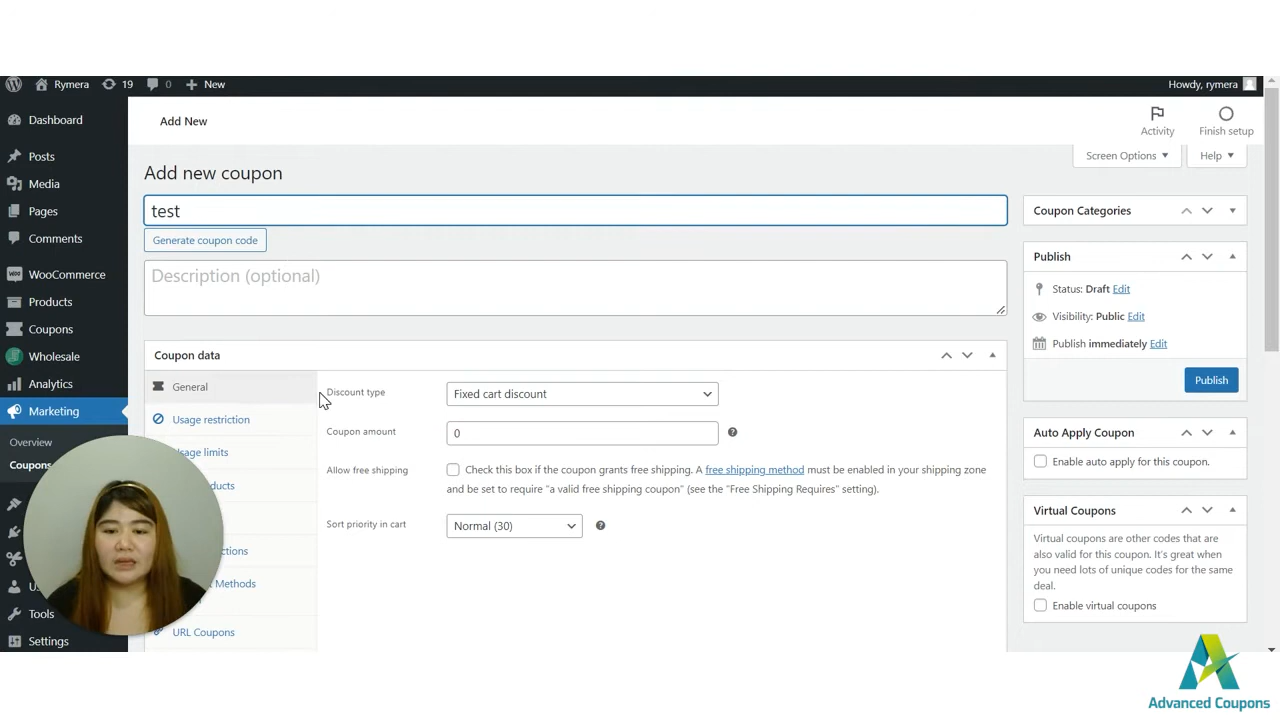 Rymera
19
0
New
Howdy, rymera
Dashboard
Posts
Media
Pages
Comments
WooCommerce
Products
Coupons
Wholesale
Analytics
Marketing
Overview
Coupons
Tools
Settings
Add New
Activity
Finish setup
Screen Options
Help
Add new coupon
test
Generate coupon code
Description (optional)
Coupon data
General
Usage restriction
limits
URL Coupons
Discount type
Fixed cart discount
Coupon amount
0
Allow free shipping
Check this box if the coupon grants free shipping. A free shipping method must be enabled in your shipping zone
and be set to require "a valid free shipping coupon" (see the "Free Shipping Requires" setting).
Sort priority in cart
Normal (30)
Methods
Coupon Categories
Publish
Status: Draft Edit
Visibility: Public Edit
Publish immediately Edit
Publish
Auto Apply Coupon
Enable auto apply for this coupon.
Virtual Coupons
Virtual coupons are other codes that are
also valid for this coupon. It's great when
you need lots of unique codes for the same
deal.
Enable virtual coupons
Advanced Coupons